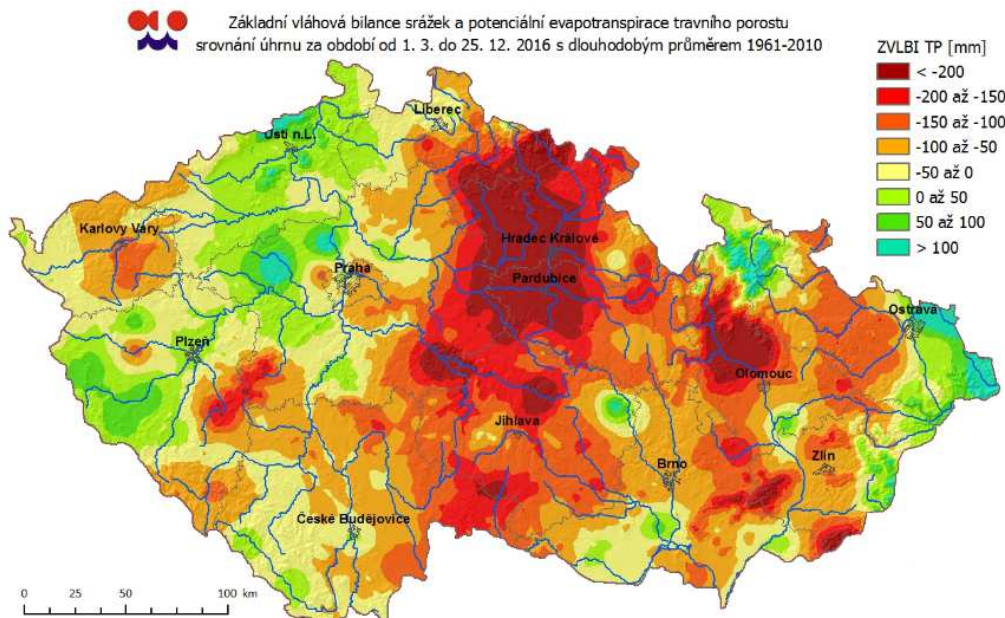 Základní vláhová bilance srážek a potenciální evapotranspirace travního porostu
srovnání úhrnu za období od 1. 3. do 25. 12. 2016 s dlouhodobým průměrem 1961-2010
ZVLBI TP [mm]
< -200
-200 až -150
-150 až -100
-100 až -50
-50 až 0
0 až 50
50 až 100
> 100
Liberec
Ústí n.L.
Karlovy Vary
Hradec Králové
Praha
Pardubice
Ostrava
Plzeň
Olomouc
Jihlava
Zlín
Brno
České Budějovice
0 25 50 100 km